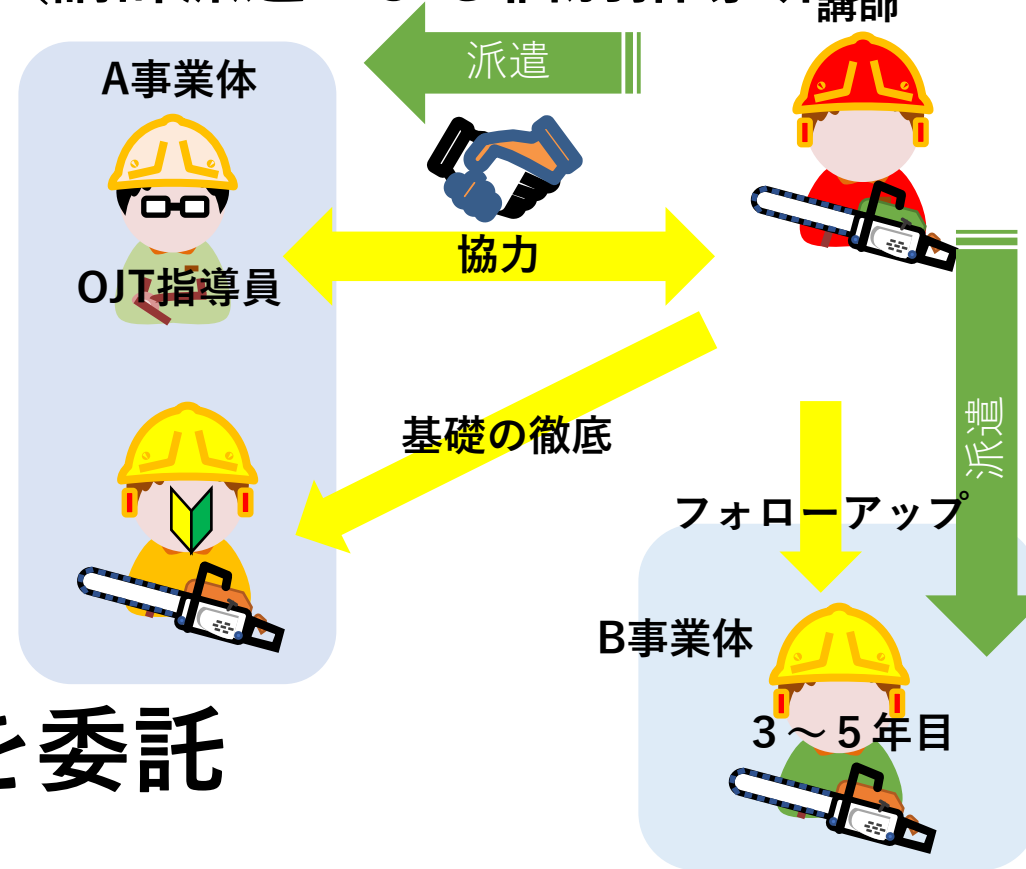 講師
派遣
A事業体
協力
OJT指導員
派遣
基礎の徹底
フォローアップ
B事業体
3～5年目
を委託